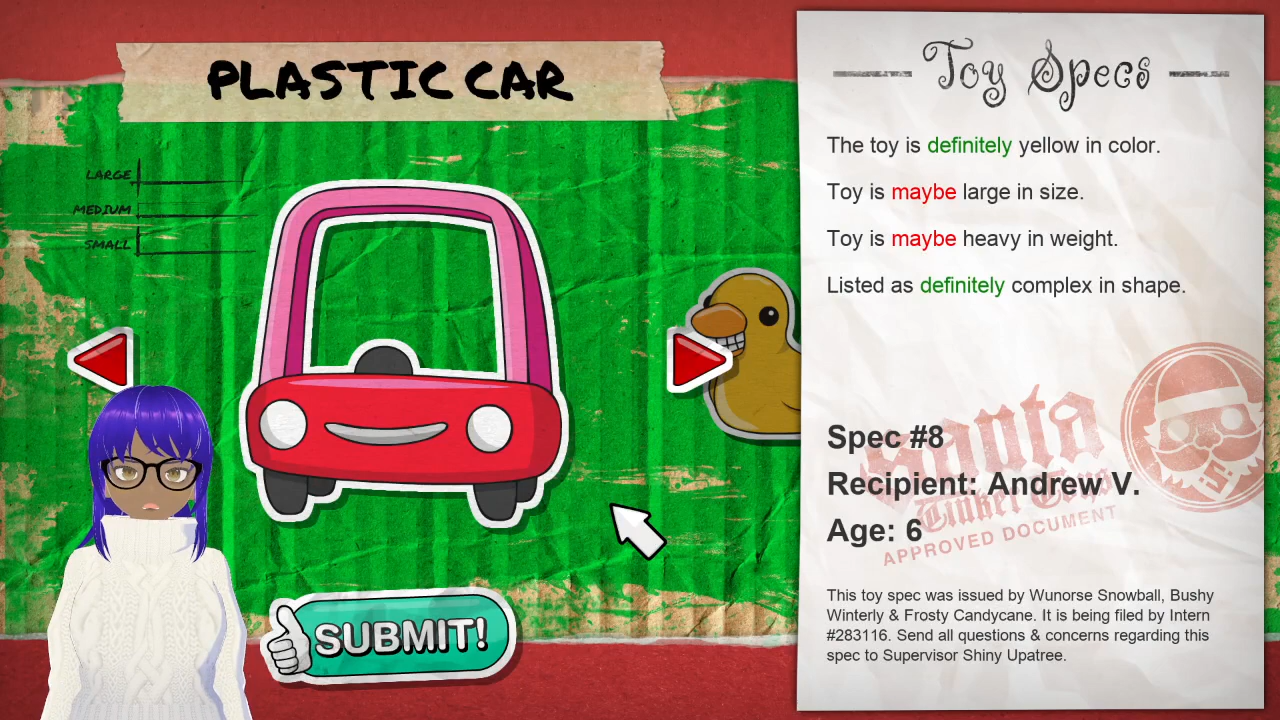 PLASTIC CAR
LARGE
MEDIUM
SMALL
SUBMIT!
Toy Specs
The toy is definitely yellow in color.
Toy is maybe large in size.
Toy is maybe heavy in weight.
Listed as definitely complex in shape.
Spec #8
Recipient: Andrew V.
Age: 6
Santa
Tinker Corps
APPROVED DOCUMENT
This toy spec was issued by Wunorse Snowball, Bushy
Winterly & Frosty Candycane. It is being filed by Intern
#283116. Send all questions & concerns regarding this
spec to Supervisor Shiny Upatree.